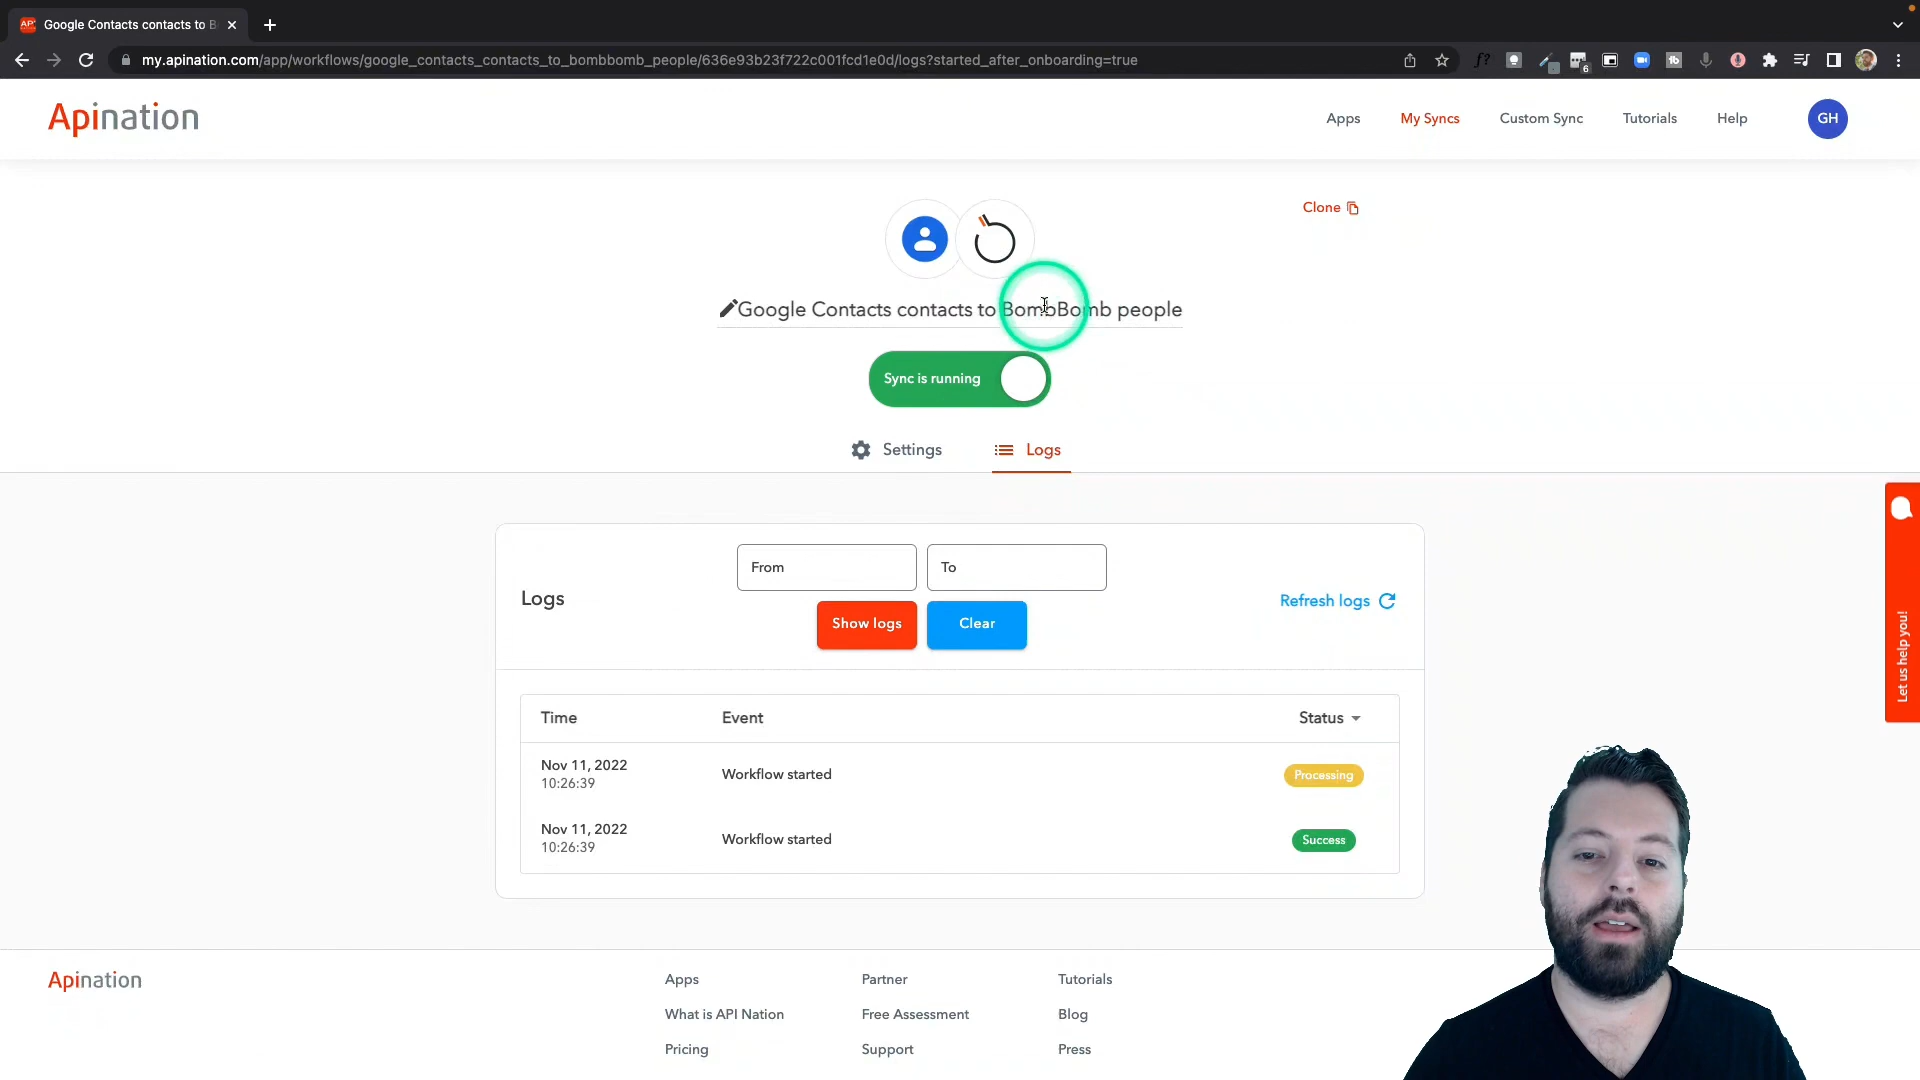 Google Contacts contacts to B
my.apination.com/app/workflows/google_contacts_contacts_to_bombbomb_people/636e93b23f722c001fcd1e0d/logs?started_after_onboarding=true
6
Apination
Apps
My Syncs
Custom Sync
Tutorials
Help
GH
Clone
Google Contacts contacts to BombBomb people
Sync is running
Settings
Logs
Logs
From
To
Show logs
Clear
Refresh logs
Time Event Status
Nov 11, 2022
10:26:39
Workflow started
Processing
Nov 11, 2022
10:26:39
Workflow started
Success
Let us help you!
Apination
Apps
What is API Nation
Pricing
Partner
Free Assessment
Support
Tutorials
Blog
Press